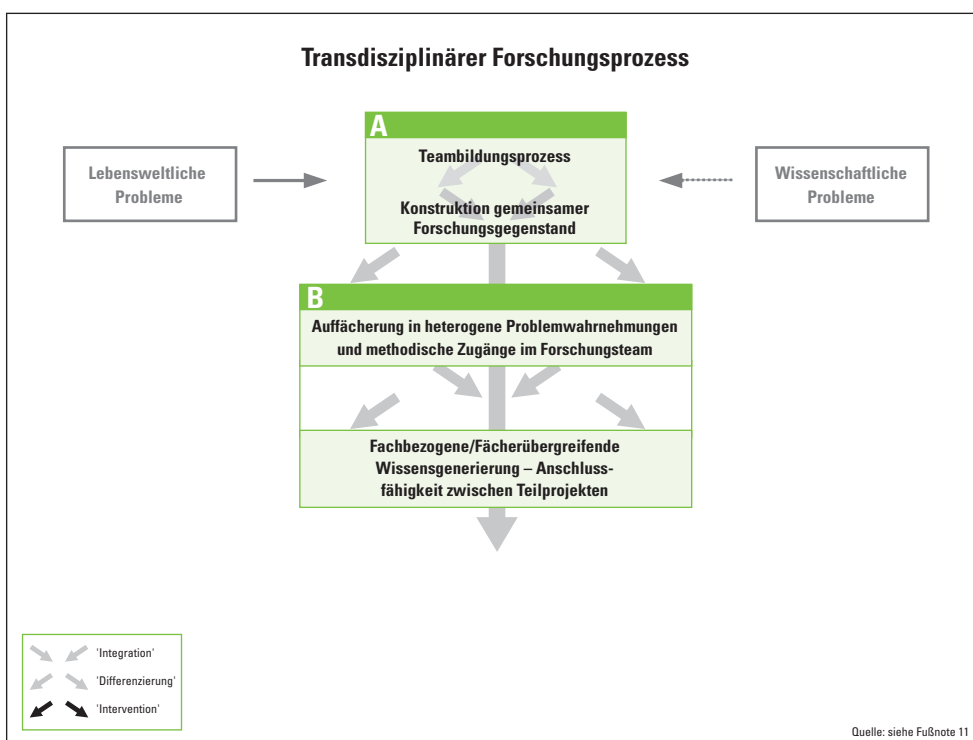 Transdisziplinärer Forschungsprozess
A
Lebensweltliche
Probleme
Teambildungsprozess
Konstruktion gemeinsamer
Forschungsgegenstand
Wissenschaftliche
Probleme
B
Auffächerung in heterogene Problemwahrnehmungen
und methodische Zugänge im Forschungsteam
Fachbezogene/Fächerübergreifende
Wissensgenerierung – Anschluss-
fähigkeit zwischen Teilprojekten
'Integration'
'Differenzierung'
'Intervention'
Quelle: siehe Fußnote 11